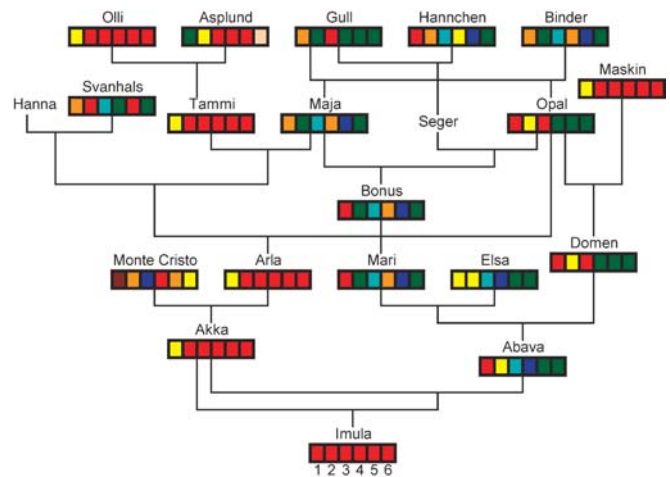 Olli Asplund Gull Hannchen Binder
Maskin
Svanhals
Hanna Tammi Maja Seger Opal
Bonus
Domen
Monte Cristo Arla Mari Elsa
Akka Abava
Imula
1 2 3 4 5 6